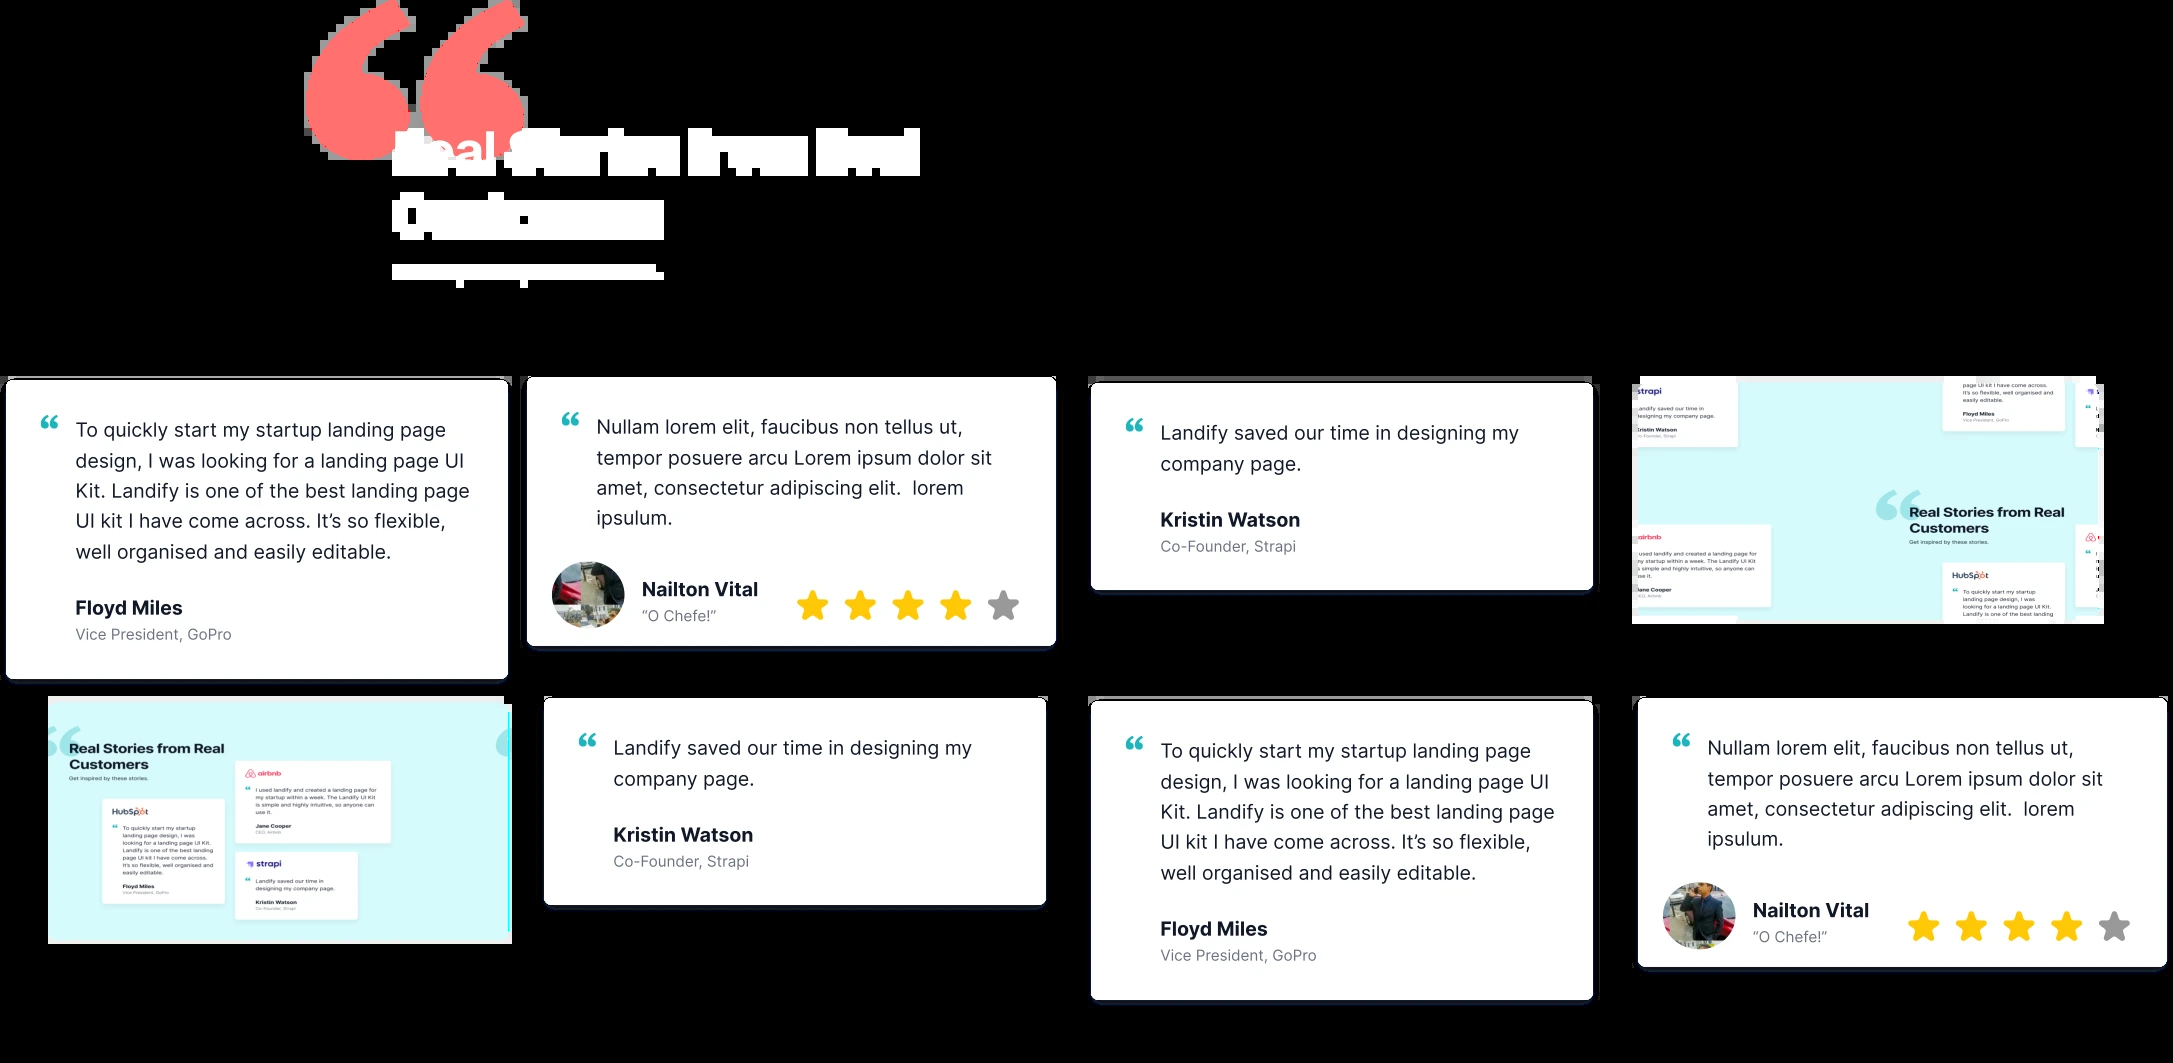 Real Stories from Real
Customers
To quickly start my startup landing page
design, I was looking for a landing page UI
Kit. Landify is one of the best landing page
UI kit I have come across. It’s so flexible,
well organised and easily editable.
Floyd Miles
Vice President, GoPro
Nullam lorem elit, faucibus non tellus ut,
tempor posuere arcu Lorem ipsum dolor sit
amet, consectetur adipiscing elit.  lorem
ipsulum.
Nailton Vital
“O Chefe!”
Landify saved our time in designing my
company page.
Kristin Watson
Co-Founder, Strapi
strapi
Landify saved our time in
designing my company page.
Kristin Watson
Co-Founder, Strapi
page UI kit I have come across.
It’s so flexible, well organised and
easily editable.
Floyd Miles
Vice President, GoPro
Real Stories from Real
Customers
Get inspired by these stories.
airbnb
used landify and created a landing page for
my startup within a week. The Landify UI Kit
is simple and highly intuitive, so anyone can
use it.
Jane Cooper
CEO, Airbnb
HubSpot
To quickly start my startup
landing page design, I was
looking for a landing page UI Kit.
Landify is one of the best landing
Real Stories from Real
Customers
Get inspired by these stories.
airbnb
I used landify and created a landing page for
my startup within a week. The Landify UI Kit
is simple and highly intuitive, so anyone can
use it.
Jane Cooper
CEO, Airbnb
HubSpot
To quickly start my startup
landing page design, I was
looking for a landing page UI Kit.
Landify is one of the best landing
page UI kit I have come across.
It’s so flexible, well organised and
easily editable.
Floyd Miles
Vice President, GoPro
strapi
Landify saved our time in
designing my company page.
Kristin Watson
Co-Founder, Strapi
Landify saved our time in designing my
company page.
Kristin Watson
Co-Founder, Strapi
To quickly start my startup landing page
design, I was looking for a landing page UI
Kit. Landify is one of the best landing page
UI kit I have come across. It’s so flexible,
well organised and easily editable.
Floyd Miles
Vice President, GoPro
Nullam lorem elit, faucibus non tellus ut,
tempor posuere arcu Lorem ipsum dolor sit
amet, consectetur adipiscing elit.  lorem
ipsulum.
Nailton Vital
“O Chefe!”